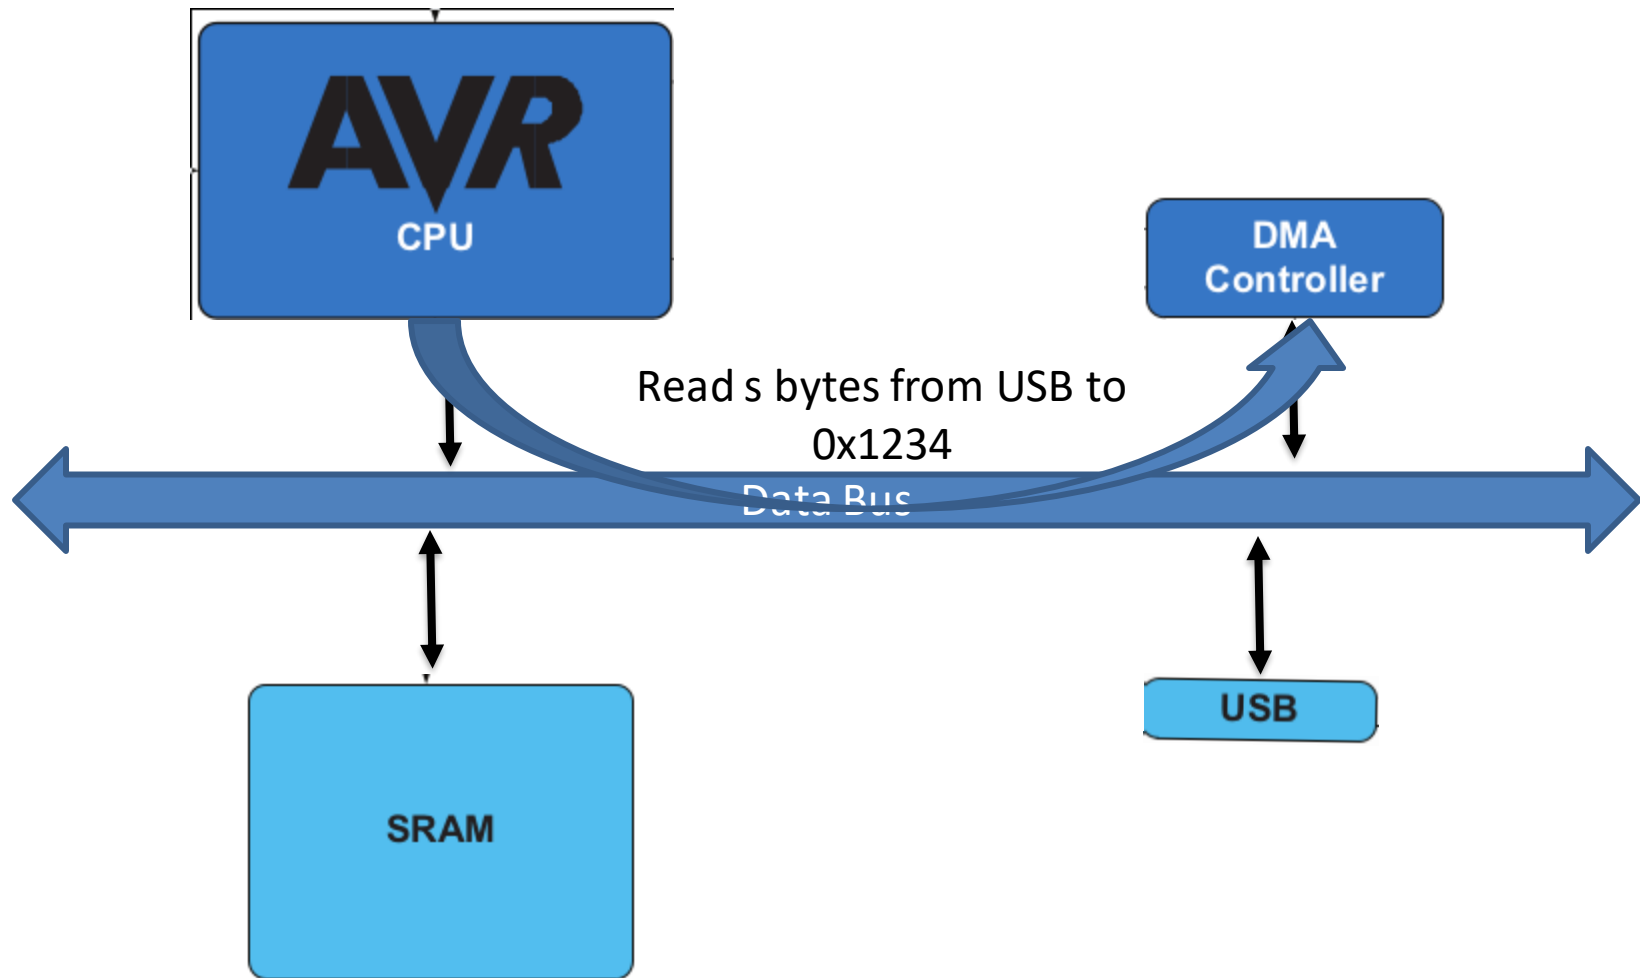 AVR
CPU
DMA
Controller
Read s bytes from USB to
0x1234
Data Bus
SRAM
USB